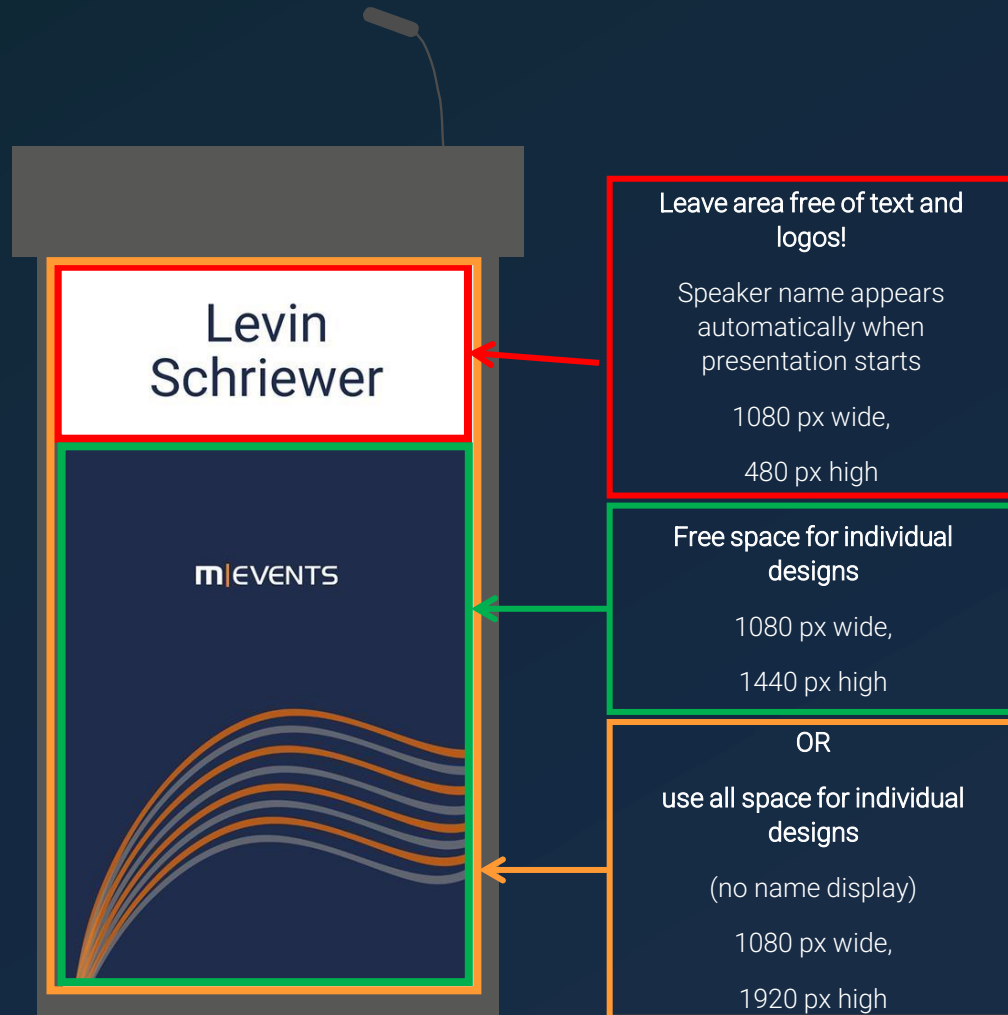 Levin
Schriewer
m|EVENTS
Leave area free of text and
logos!
Speaker name appears
automatically when
presentation starts
1080 px wide,
480 px high
Free space for individual
designs
1080 px wide,
1440 px high
OR
use all space for individual
designs
(no name display)
1080 px wide,
1920 px high